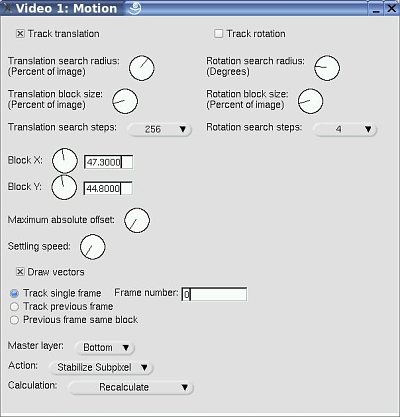 Video 1: Motion
Track translation
Track rotation
Translation search radius:
(Percent of image)
Rotation search radius:
(Degrees)
Translation block size:
(Percent of image)
Rotation block size:
(Percent of image)
Translation search steps: 256
Rotation search steps: 4
Block X: 47.3000
Block Y: 44.8000
Maximum absolute offset:
Settling speed:
Draw vectors
Track single frame
Frame number: 0
Track previous frame
Previous frame same block
Master layer: Bottom
Action: Stabilize Subpixel
Calculation: Recalculate